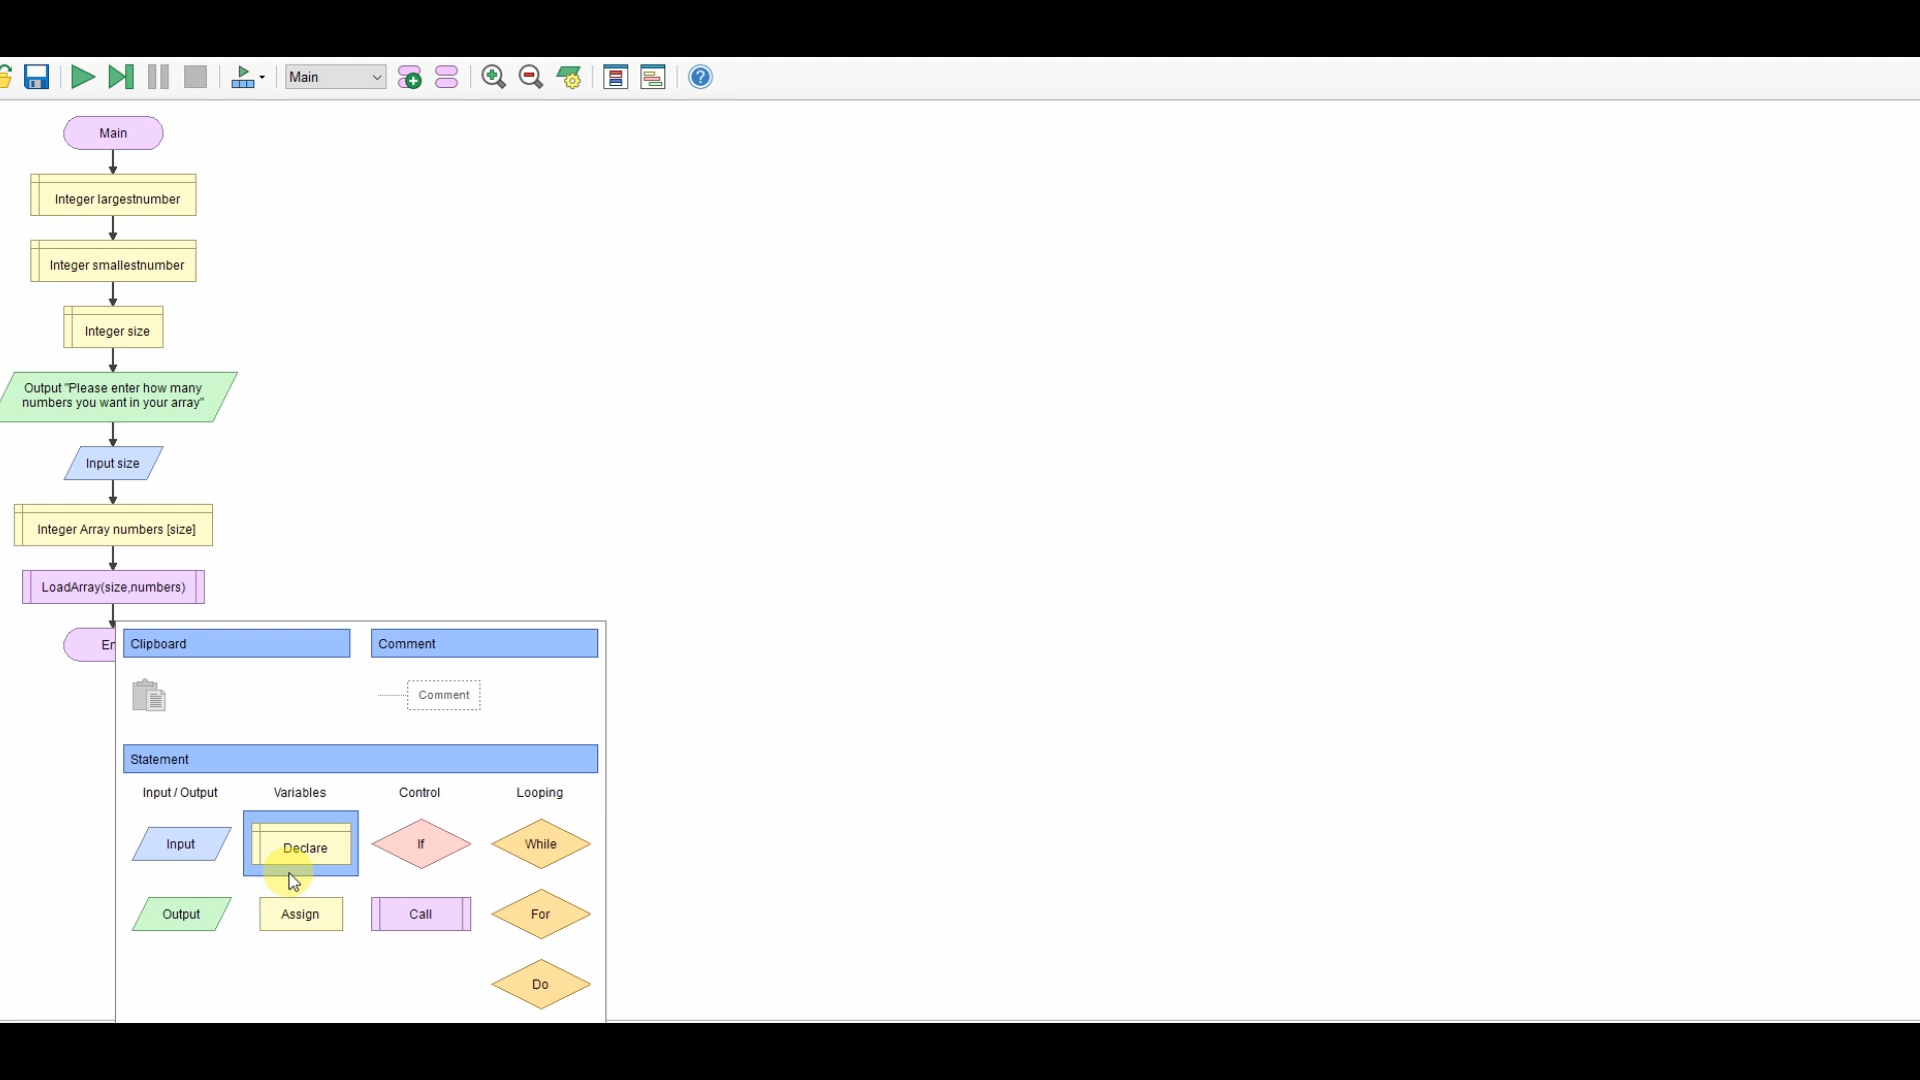 Main
Main
Integer largestnumber
Integer smallestnumber
Integer size
Output "Please enter how many
numbers you want in your array"
Input size
Integer Array numbers [size]
LoadArray(size,numbers)
En
Clipboard
Comment
Comment
Statement
Input / Output
Variables
Control
Looping
Input
Declare
If
While
Output
Assign
Call
For
Do